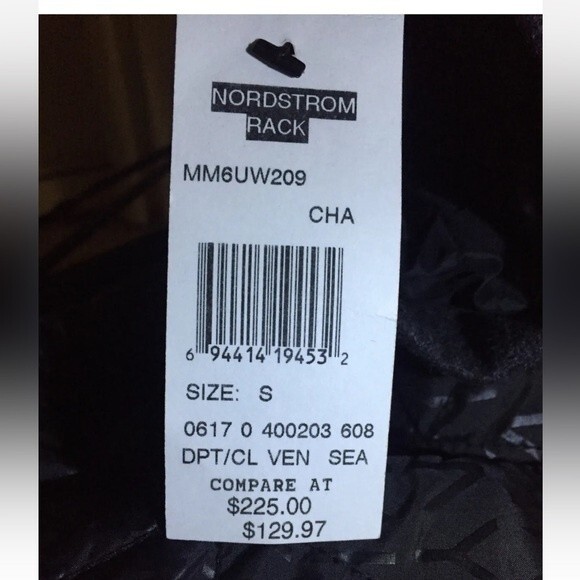 NORDSTROM
RACK
MM6UW209
CHA
6 94414 19453 2
SIZE: S
0617 0 400203 608
DPT/CL VEN SEA
COMPARE AT
$225.00
$129.97